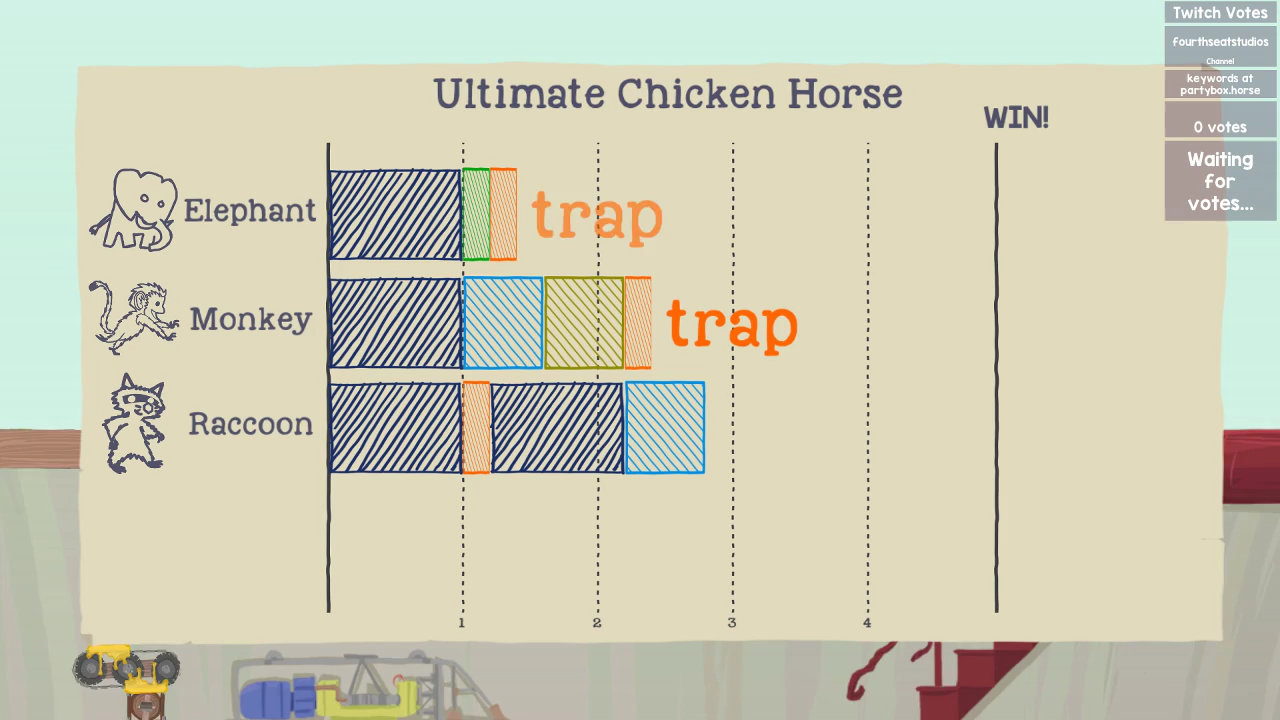 Twitch Votes
fourthseatstudios
Channel
keywords at
partybox.horse
0 votes
Waiting
for
votes...
Ultimate Chicken Horse
WIN!
Elephant
trap
Monkey
trap
Raccoon
1 2 3 4